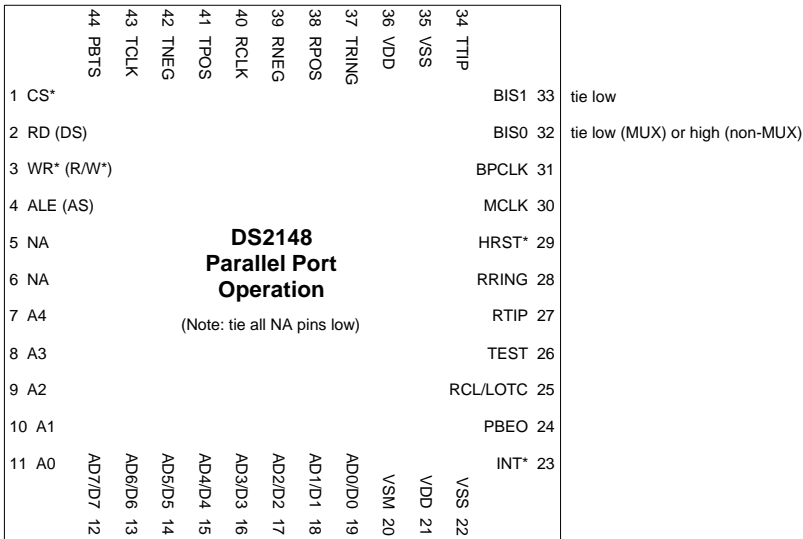 44 PBTS
43 TCLK
42 TNEG
41 TPOS
40 RCLK
39 RNEG
38 RPOS
37 TRING
36 VDD
35 VSS
34 TTIP
1 CS*
2 RD (DS)
3 WR* (R/W*)
4 ALE (AS)
5 NA
6 NA
7 A4
8 A3
9 A2
10 A1
11 A0
DS2148
Parallel Port
Operation
(Note: tie all NA pins low)
BIS1 33 tie low
BIS0 32 tie low (MUX) or high (non-MUX)
BPCLK 31
MCLK 30
HRST* 29
RRING 28
RTIP 27
TEST 26
RCL/LOTC 25
PBEO 24
INT* 23
AD7/D7 12
AD6/D6 13
AD5/D5 14
AD4/D4 15
AD3/D3 16
AD2/D2 17
AD1/D1 18
AD0/D0 19
VSM 20
VDD 21
VSS 22